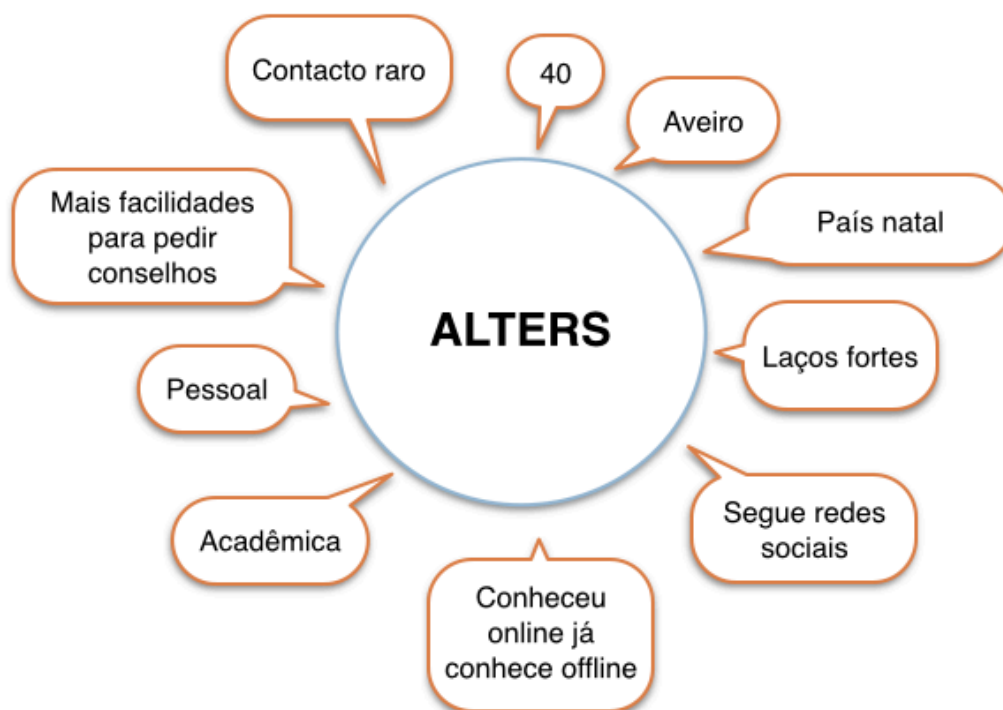 Contacto raro
40
Aveiro
Mais facilidades
para pedir
conselhos
País natal
ALTERS
Laços fortes
Pessoal
Segue redes
sociais
Acadêmica
Conheceu
online já
conhece offline